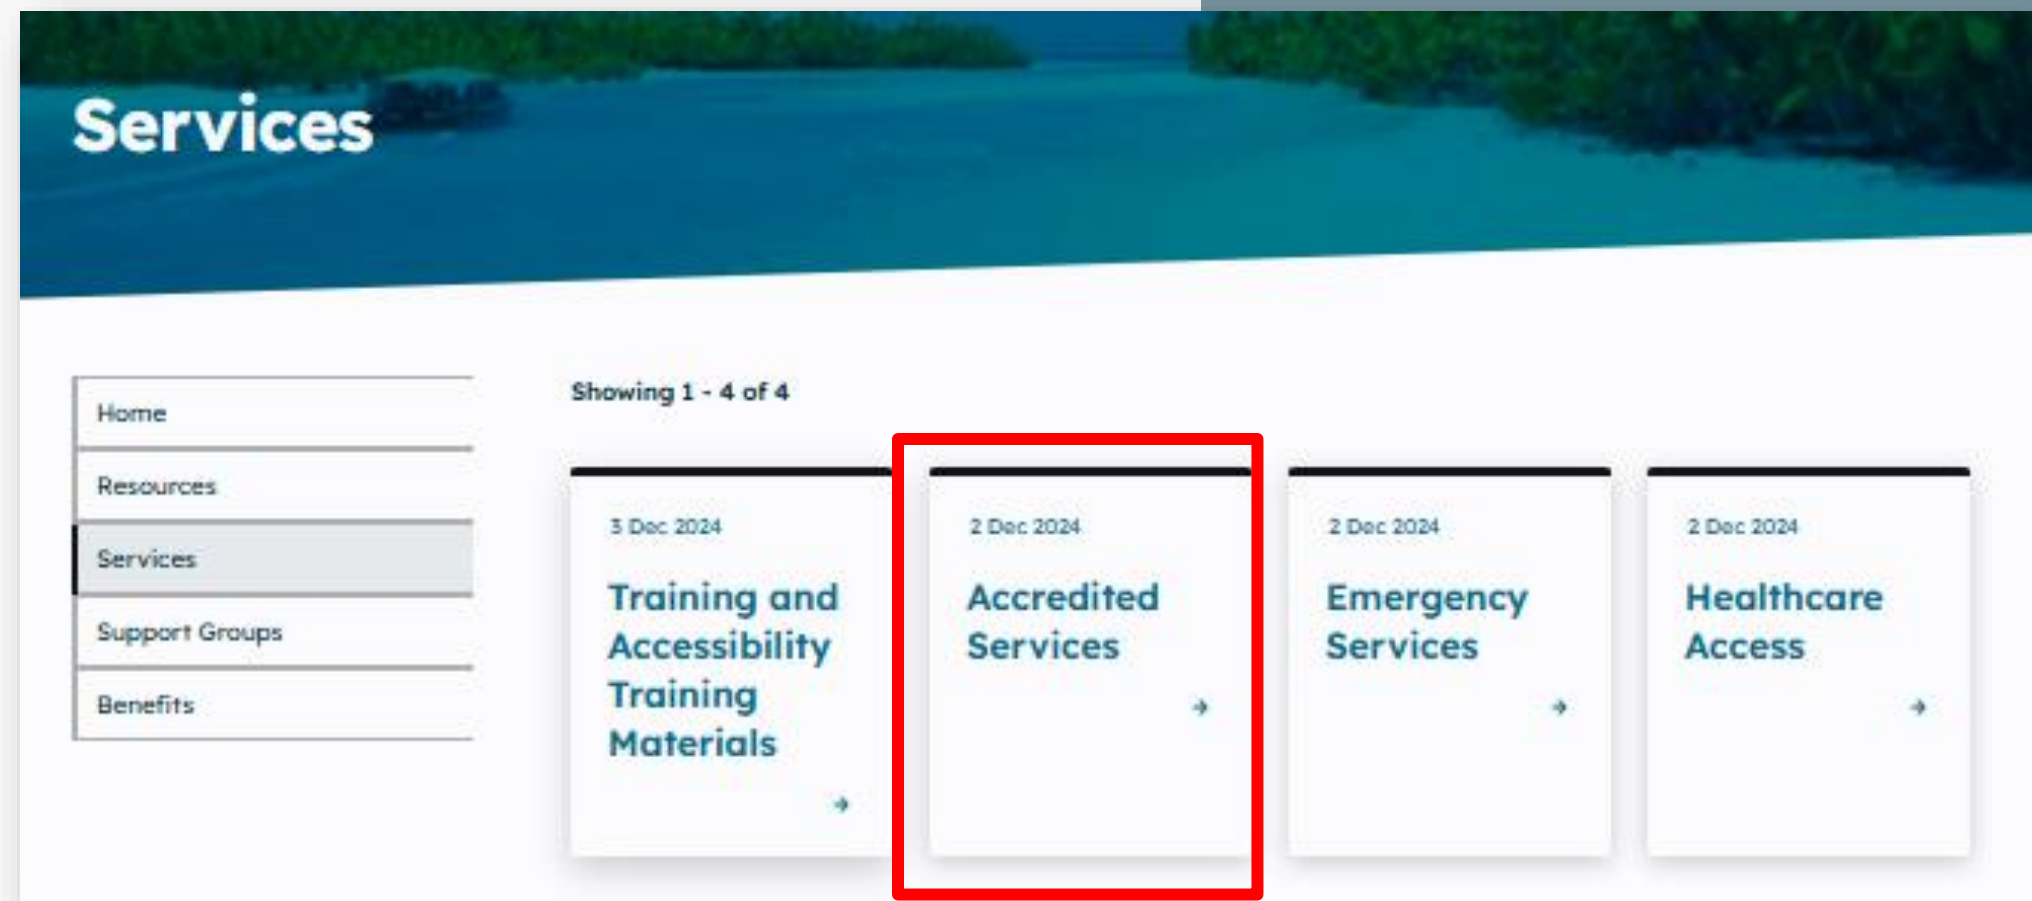 Services
Home
Resources
Services
Support Groups
Benefits
Showing 1 - 4 of 4
3 Dec 2024
Training and
Accessibility
Training
Materials
2 Dec 2024
Accredited
Services
2 Dec 2024
Emergency
Services
2 Dec 2024
Healthcare
Access